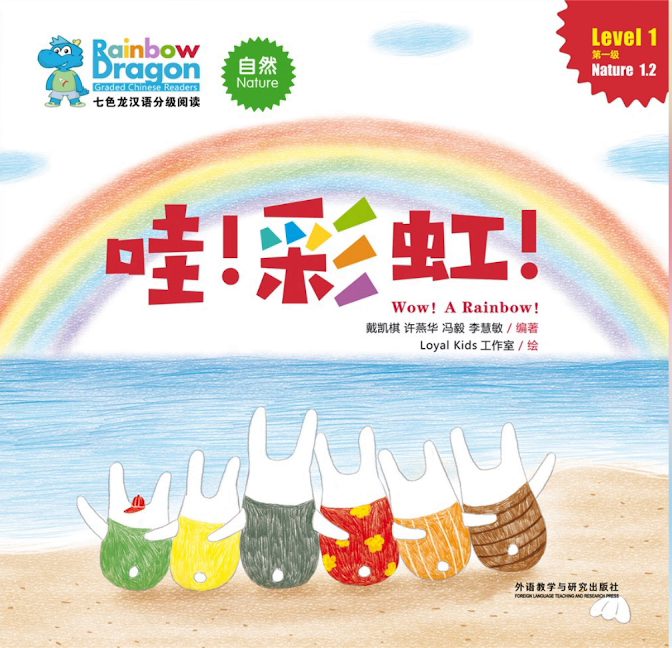 Rainbow
Dragon
Graded Chinese Readers
七色龙汉语分级阅读
自然
Nature
Level 1
第一级
Nature 1.2
哇!彩虹!
Wow! A Rainbow!
戴凯棋 许燕华 冯毅 李慧敏 / 编著
Loyal Kids 工作室 / 绘
外语教学与研究出版社
FOREIGN LANGUAGE TEACHING AND RESEARCH PRESS